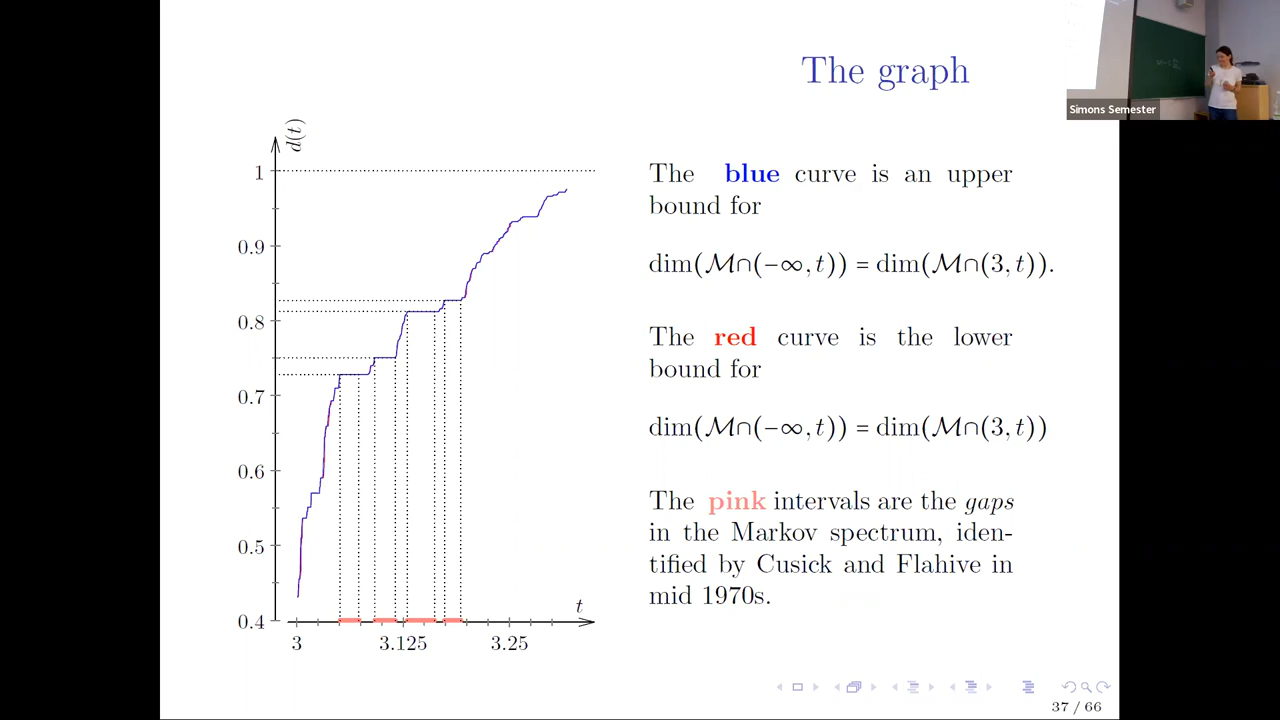 The graph
Simons Semester
d(t)
1
0.9
0.8
0.7
0.6
0.5
0.4
3
3.125
3.25
t
The blue curve is an upper
bound for
dim(ℳ∩(−∞, t)) = dim(ℳ∩(3, t)).
The red curve is the lower
bound for
dim(ℳ∩(−∞, t)) = dim(ℳ∩(3, t))
The pink intervals are the gaps
in the Markov spectrum, iden-
tified by Cusick and Flahive in
mid 1970s.
37 / 66